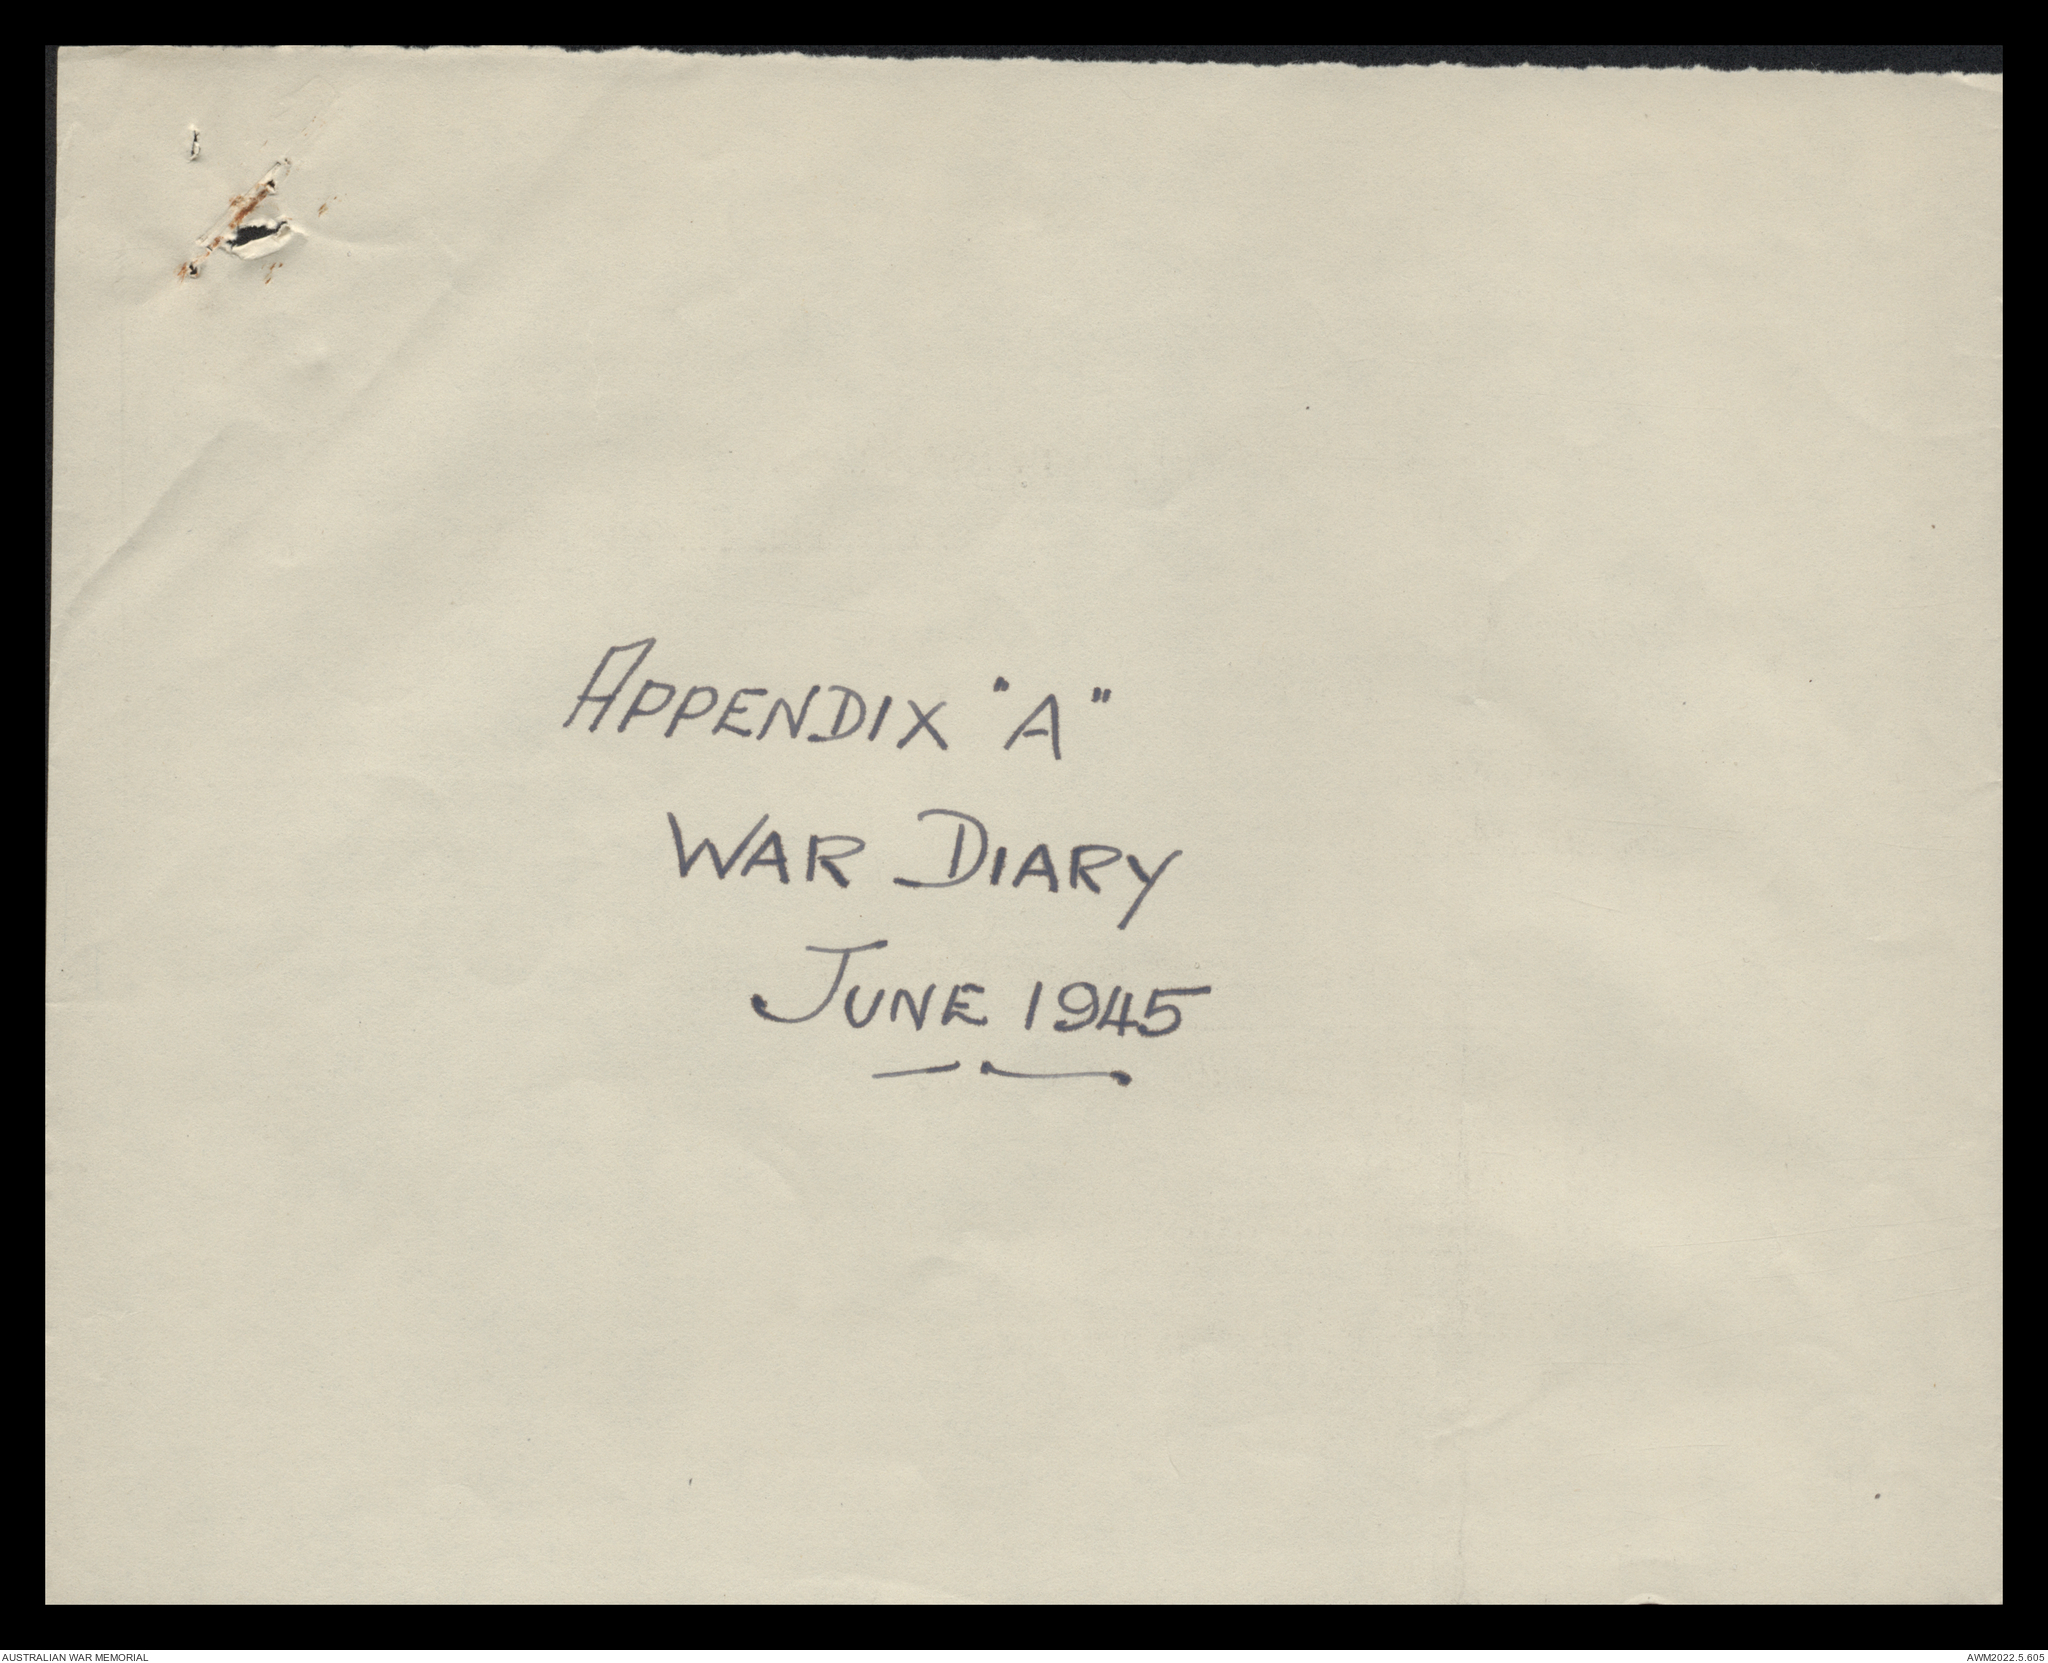 APPENDIX "A"
WAR DIARY
JUNE 1945
AUSTRALIAN WAR MEMORIAL
AWM2022.5.605